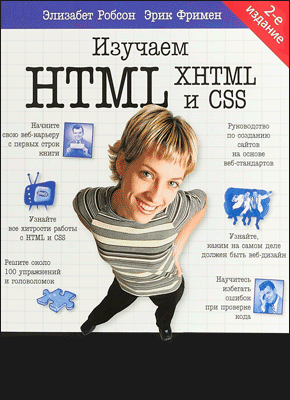 Элизабет Робсон Эрик Фримен
Изучаем
HTML, XHTML
и CSS
2-е
издание
Начните
свою веб-карьеру
с первых строк
книги
Руководство
по созданию
сайтов
на основе
веб-стандартов
Узнайте
все хитрости работы
с HTML и CSS
Узнайте,
каким на самом деле
должен быть веб-дизайн
Решите около
100 упражнений
и головоломок
Научитесь
избегать
ошибок
при проверке
кода